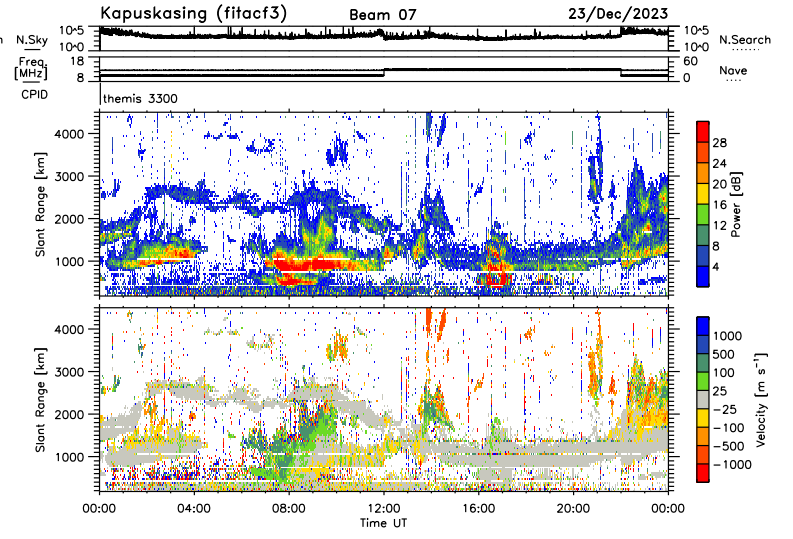 Kapuskasing (fitacf3) Beam 07 23/Dec/2023
N.Sky 10^5 10^5 N.Search
10^0 10^0
Freq. 18 60 Nave
[MHz] 8 0
CPID themis 3300
4000
3000
2000
1000
Slant Range [km]
28
24
20
16
12
8
4
Power [dB]
4000
3000
2000
1000
Slant Range [km]
1000
500
100
25
-25
-100
-500
-1000
Velocity [m s⁻¹]
00:00 04:00 08:00 12:00 16:00 20:00 00:00
Time UT